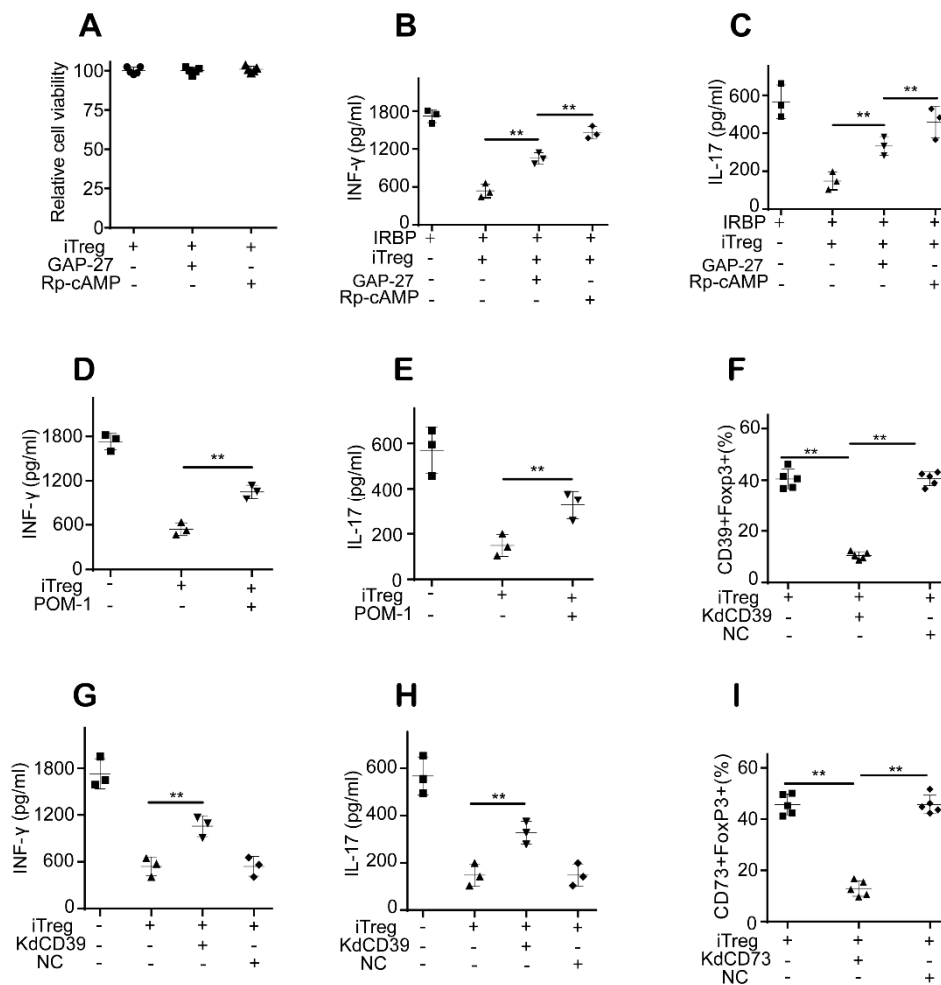 A
Relative cell viability
100
75
50
25
0
iTreg + + +
GAP-27 - + -
Rp-cAMP - - +
B
INF-γ (pg/ml)
1800
1200
600
0
** **
IRBP + + + +
iTreg - + + +
GAP-27 - - + -
Rp-cAMP - - - +
C
IL-17 (pg/ml)
600
400
200
0
** **
IRBP + + + +
iTreg - + + +
GAP-27 - - + -
Rp-cAMP - - - +
D
INF-γ (pg/ml)
1800
1200
600
0
**
iTreg - + +
POM-1 - - +
E
IL-17 (pg/ml)
600
400
200
0
**
iTreg - + +
POM-1 - - +
F
CD39+Foxp3+(%)
60
40
20
0
** **
iTreg + + +
KdCD39 - + -
NC - - +
G
INF-γ (pg/ml)
1800
1200
600
0
**
iTreg - + + +
KdCD39 - - + -
NC - - - +
H
IL-17 (pg/ml)
600
400
200
0
**
iTreg - + + +
KdCD39 - - + -
NC - - - +
I
CD73+FoxP3+(%)
60
40
20
0
** **
iTreg + + +
KdCD73 - + -
NC - - +